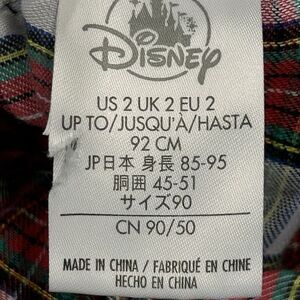 Disney
US 2 UK 2 EU 2
UP TO/JUSQU'À/HASTA
92 CM
JP日本 身長 85-95
胴囲 45-51
サイズ90
CN 90/50
MADE IN CHINA / FABRIQUÉ EN CHINE
HECHO EN CHINA